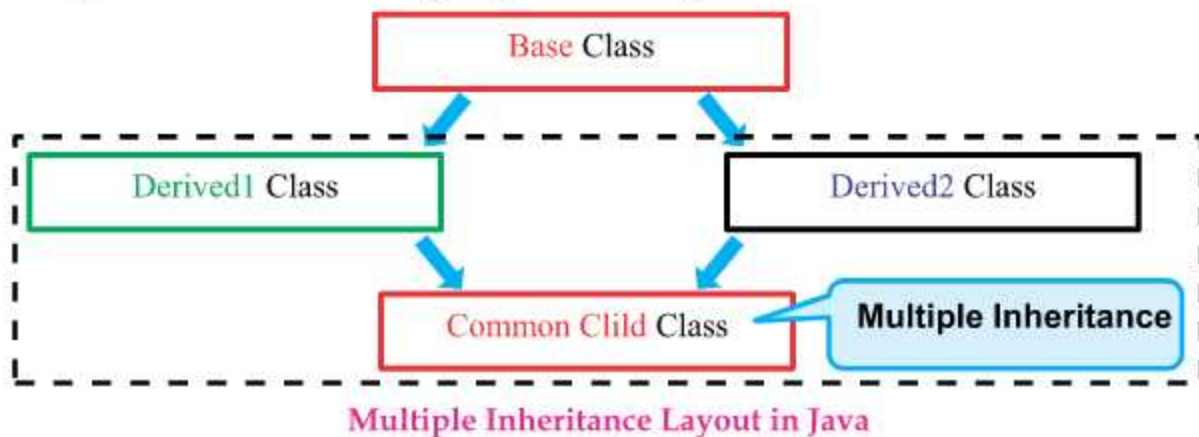 Base Class
Derived1 Class
Derived2 Class
Common Clild Class
Multiple Inheritance
Multiple Inheritance Layout in Java